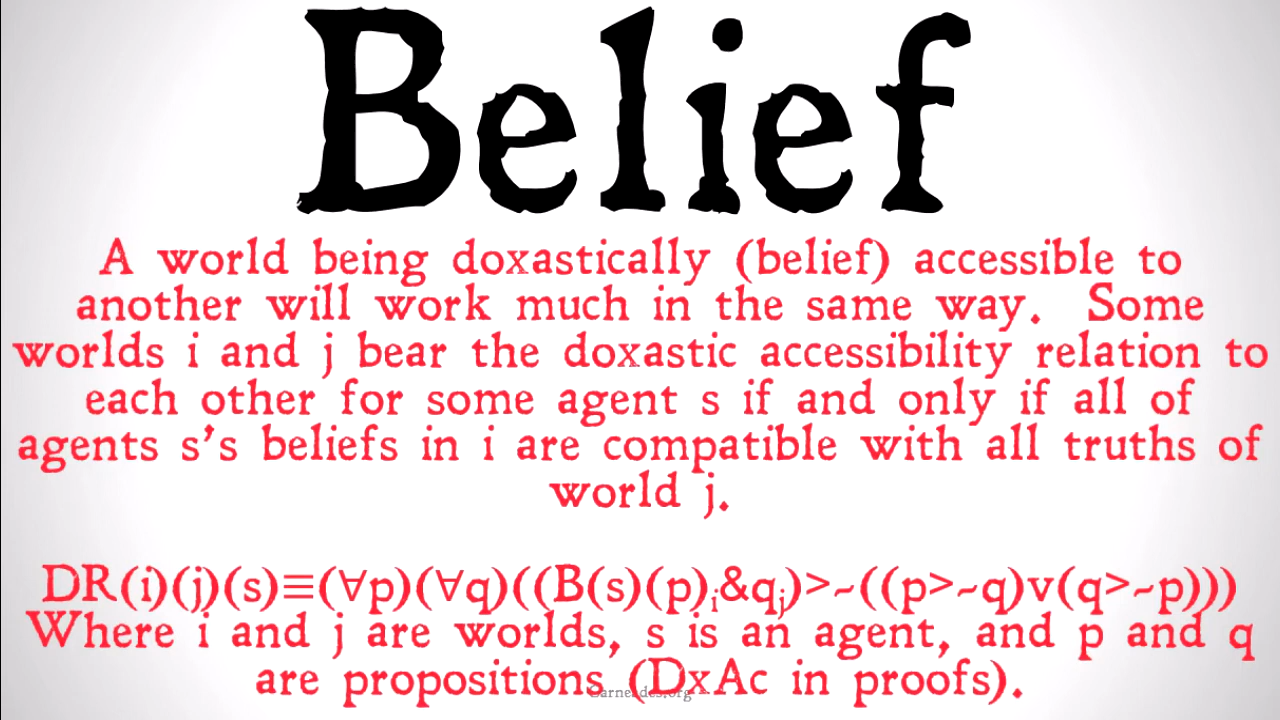 Belief
A world being doxastically (belief) accessible to
another will work much in the same way. Some
worlds i and j bear the doxastic accessibility relation to
each other for some agent s if and only if all of
agents s's beliefs in i are compatible with all truths of
world j.
DR(i)(j)(s)≡(∀p)(∀q)((B(s)(p)ᵢ&qⱼ)>~((p>~q)v(q>~p)))
Where i and j are worlds, s is an agent, and p and q
are propositions (DxAc in proofs).
Carneades.org